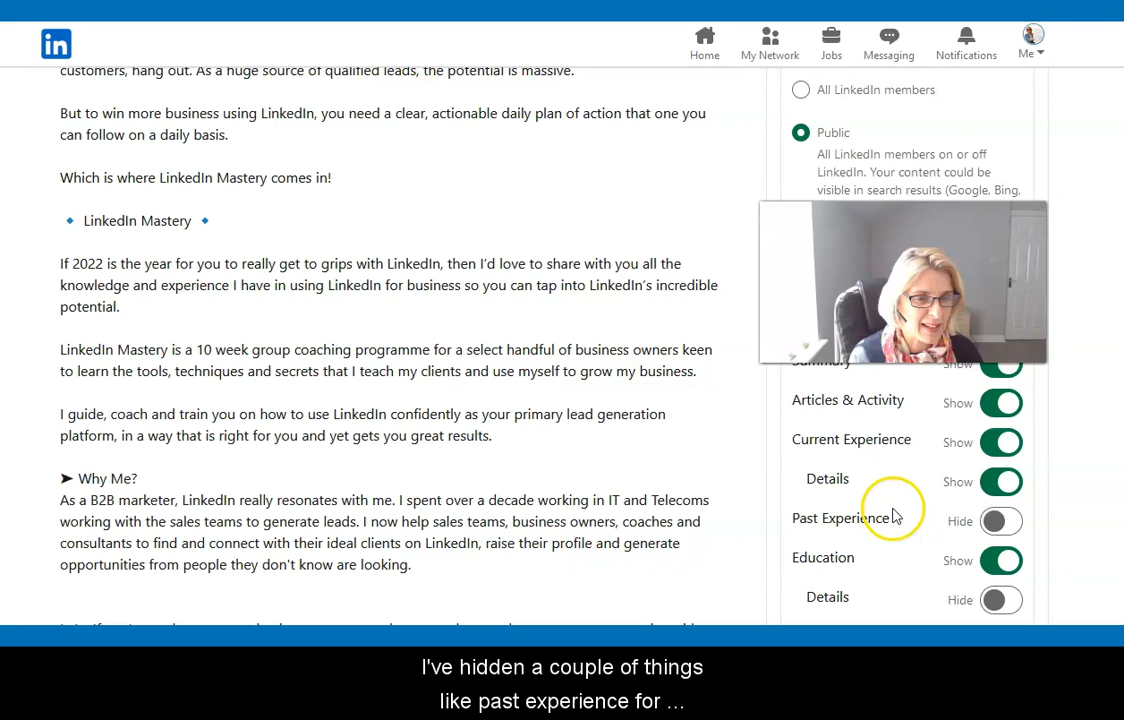 in
Home
My Network
Jobs
Messaging
Notifications
Me
customers, hang out. As a huge source of qualified leads, the potential is massive.
But to win more business using LinkedIn, you need a clear, actionable daily plan of action that one you
can follow on a daily basis.
Which is where LinkedIn Mastery comes in!
LinkedIn Mastery
If 2022 is the year for you to really get to grips with LinkedIn, then I'd love to share with you all the
knowledge and experience I have in using LinkedIn for business so you can tap into LinkedIn's incredible
potential.
LinkedIn Mastery is a 10 week group coaching programme for a select handful of business owners keen
to learn the tools, techniques and secrets that I teach my clients and use myself to grow my business.
I guide, coach and train you on how to use LinkedIn confidently as your primary lead generation
platform, in a way that is right for you and yet gets you great results.
➤ Why Me?
As a B2B marketer, LinkedIn really resonates with me. I spent over a decade working in IT and Telecoms
working with the sales teams to generate leads. I now help sales teams, business owners, coaches and
consultants to find and connect with their ideal clients on LinkedIn, raise their profile and generate
opportunities from people they don't know are looking.
All LinkedIn members
Public
All LinkedIn members on or off
LinkedIn. Your content could be
visible in search results (Google, Bing,
Summary Show
Articles & Activity Show
Current Experience Show
Details Show
Past Experience Hide
Education Show
Details Hide
I've hidden a couple of things
like past experience for ...